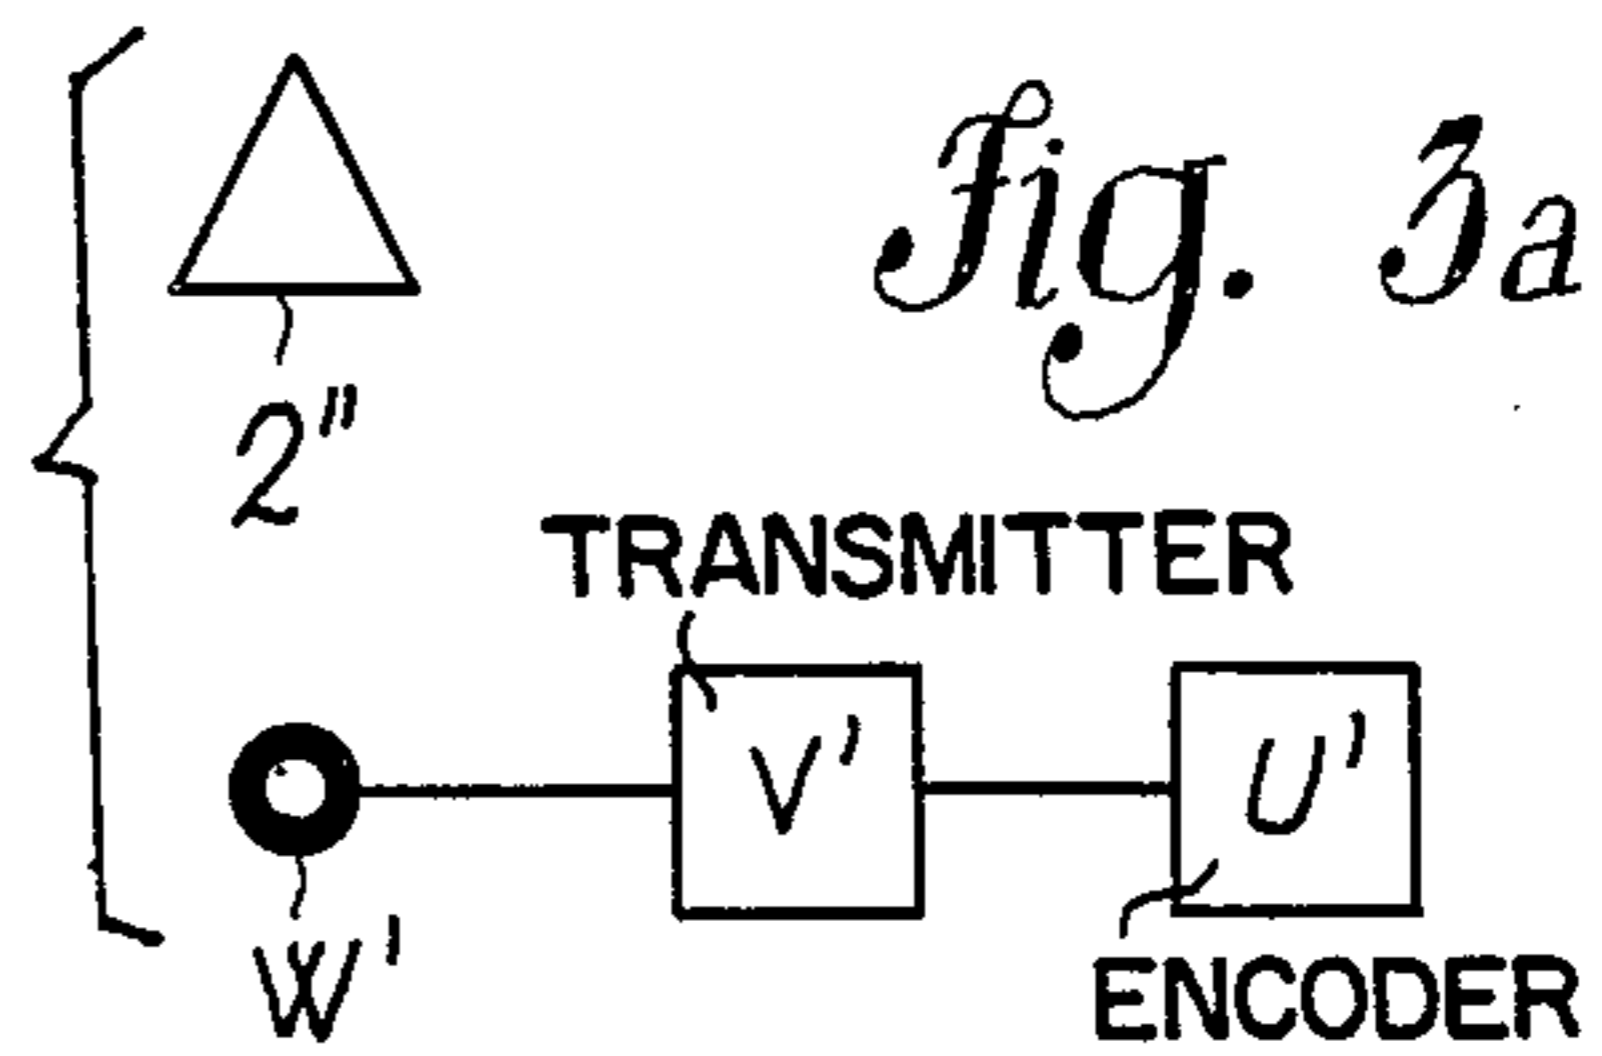 Fig. 3a
2"
TRANSMITTER
V'
U'
W'
ENCODER